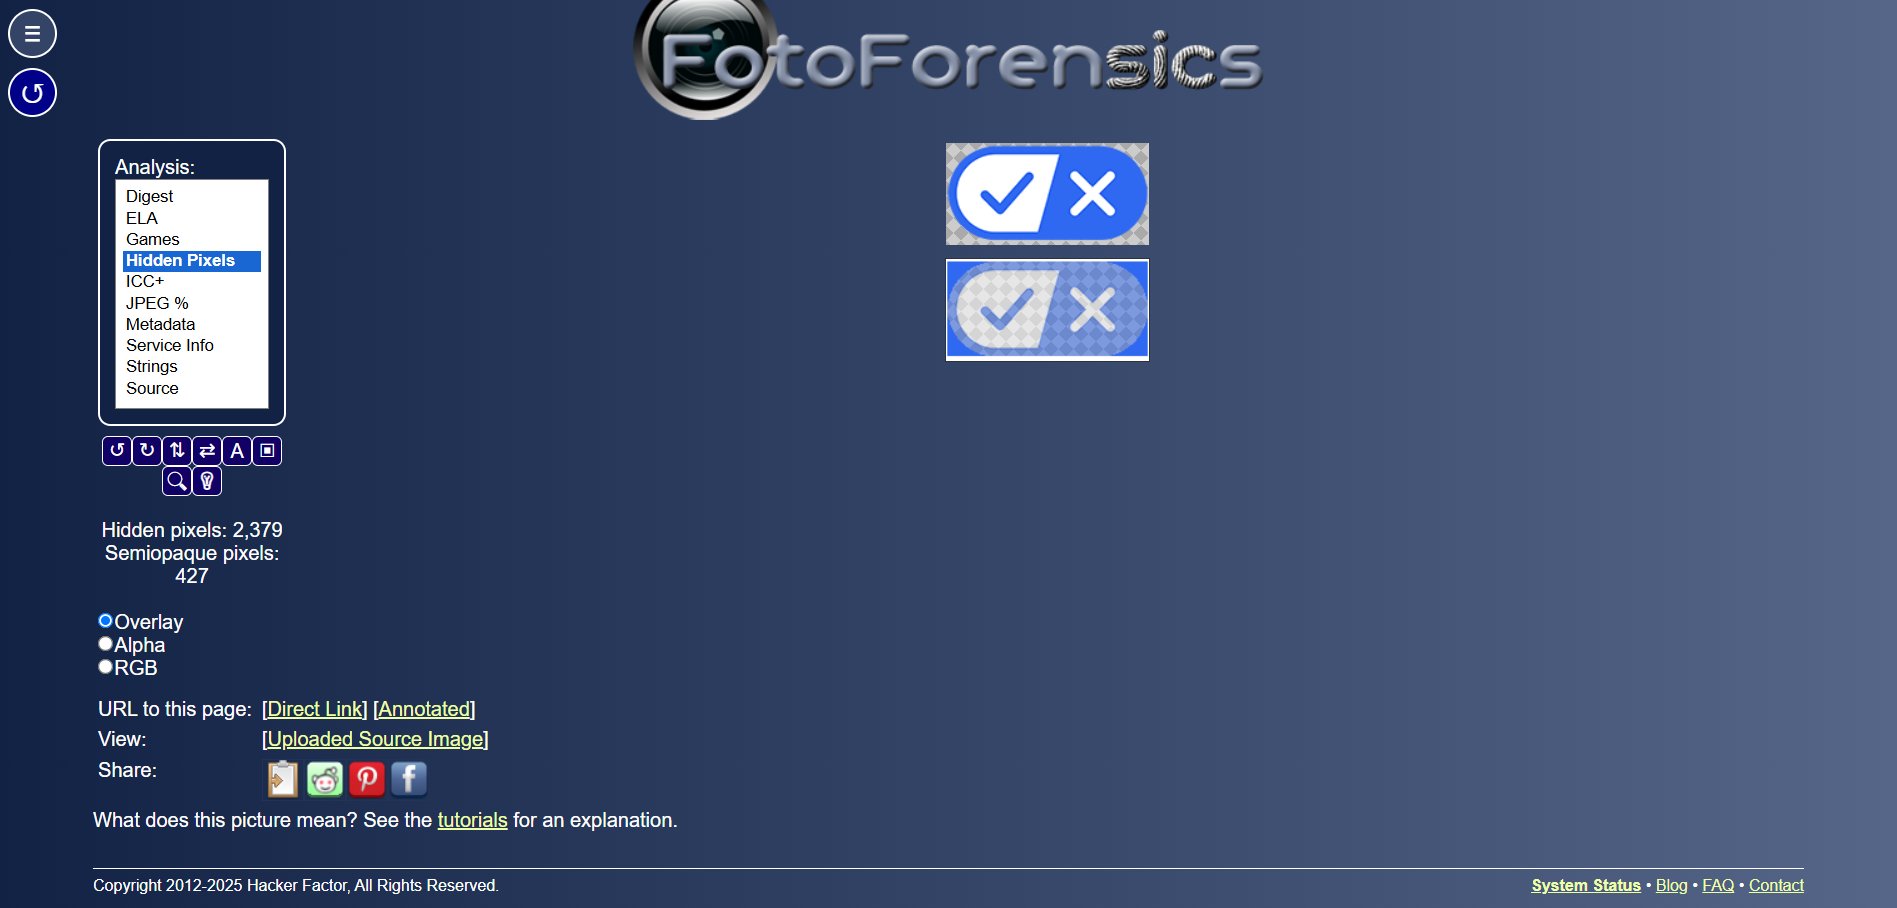 FotoForensics
Analysis:
Digest
ELA
Games
Hidden Pixels
ICC+
JPEG %
Metadata
Service Info
Strings
Source
A
Hidden pixels: 2,379
Semiopaque pixels:
427
Overlay
Alpha
RGB
URL to this page: [Direct Link] [Annotated]
View: [Uploaded Source Image]
Share:
What does this picture mean? See the tutorials for an explanation.
Copyright 2012-2025 Hacker Factor, All Rights Reserved.
System Status • Blog • FAQ • Contact